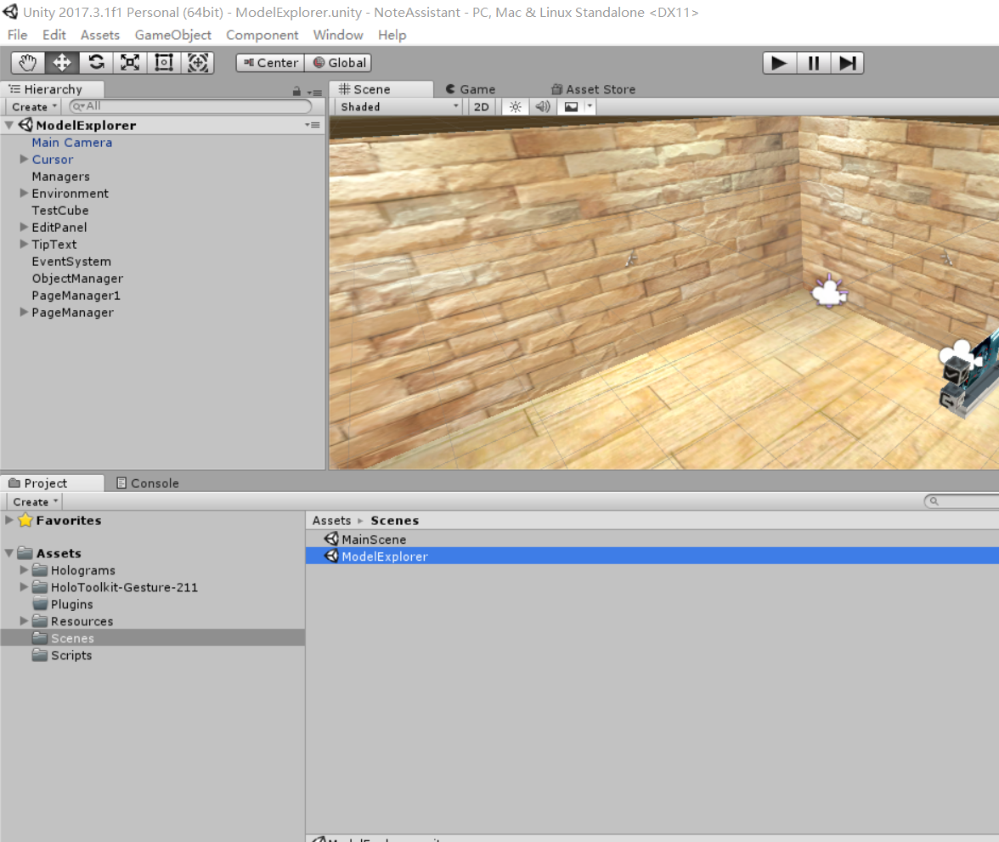 Unity 2017.3.1f1 Personal (64bit) - ModelExplorer.unity - NoteAssistant - PC, Mac & Linux Standalone <DX11>
File Edit Assets GameObject Component Window Help
Center Global
Hierarchy
Create All
ModelExplorer
Main Camera
Cursor
Managers
Environment
TestCube
EditPanel
TipText
EventSystem
ObjectManager
PageManager1
PageManager
Scene Game Asset Store
Shaded 2D
Project Console
Create
Favorites
Assets
Holograms
HoloToolkit-Gesture-211
Plugins
Resources
Scenes
Scripts
Assets Scenes
MainScene
ModelExplorer